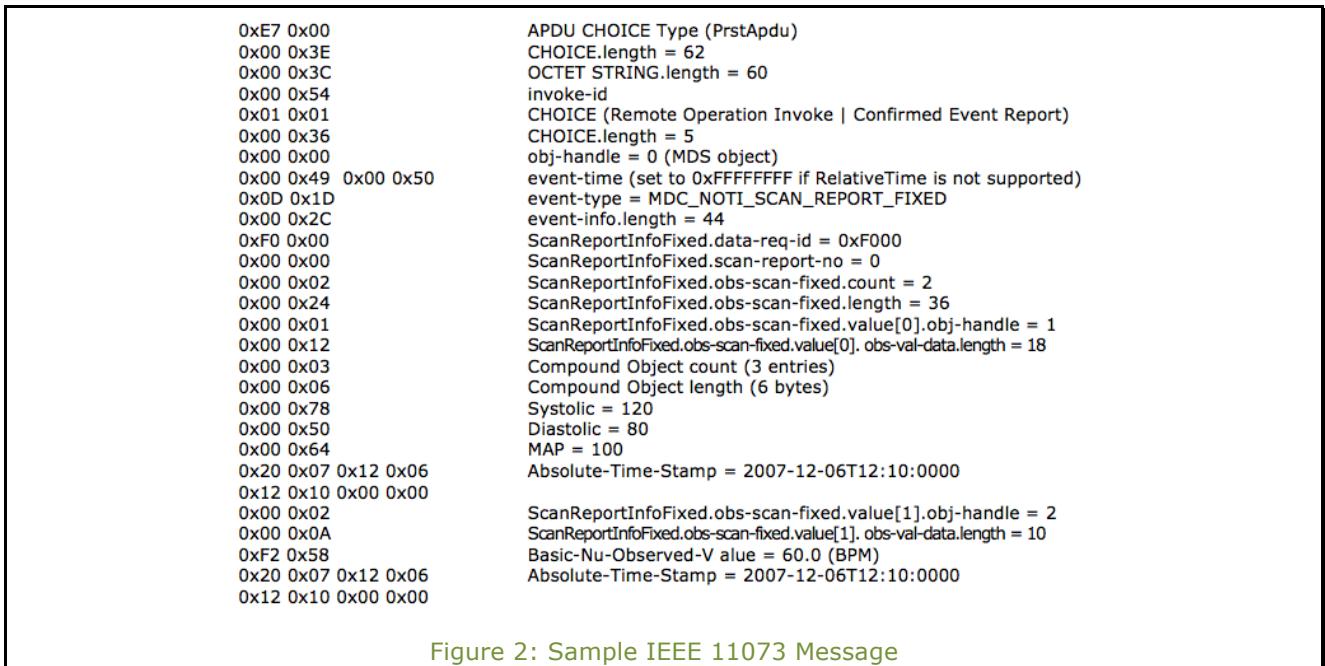 0xE7 0x00 APDU CHOICE Type (PrstApdu)
0x00 0x3E CHOICE.length = 62
0x00 0x3C OCTET STRING.length = 60
0x00 0x54 invoke-id
0x01 0x01 CHOICE (Remote Operation Invoke | Confirmed Event Report)
0x00 0x36 CHOICE.length = 5
0x00 0x00 obj-handle = 0 (MDS object)
0x00 0x49 0x00 0x50 event-time (set to 0xFFFFFFFF if RelativeTime is not supported)
0x0D 0x1D event-type = MDC_NOTI_SCAN_REPORT_FIXED
0x00 0x2C event-info.length = 44
0xF0 0x00 ScanReportInfoFixed.data-req-id = 0xF000
0x00 0x00 ScanReportInfoFixed.scan-report-no = 0
0x00 0x02 ScanReportInfoFixed.obs-scan-fixed.count = 2
0x00 0x24 ScanReportInfoFixed.obs-scan-fixed.length = 36
0x00 0x01 ScanReportInfoFixed.obs-scan-fixed.value[0].obj-handle = 1
0x00 0x12 ScanReportInfoFixed.obs-scan-fixed.value[0]. obs-val-data.length = 18
0x00 0x03 Compound Object count (3 entries)
0x00 0x06 Compound Object length (6 bytes)
0x00 0x78 Systolic = 120
0x00 0x50 Diastolic = 80
0x00 0x64 MAP = 100
0x20 0x07 0x12 0x06 Absolute-Time-Stamp = 2007-12-06T12:10:0000
0x12 0x10 0x00 0x00
0x00 0x02 ScanReportInfoFixed.obs-scan-fixed.value[1].obj-handle = 2
0x00 0x0A ScanReportInfoFixed.obs-scan-fixed.value[1]. obs-val-data.length = 10
0xF2 0x58 Basic-Nu-Observed-V alue = 60.0 (BPM)
0x20 0x07 0x12 0x06 Absolute-Time-Stamp = 2007-12-06T12:10:0000
0x12 0x10 0x00 0x00
Figure 2: Sample IEEE 11073 Message